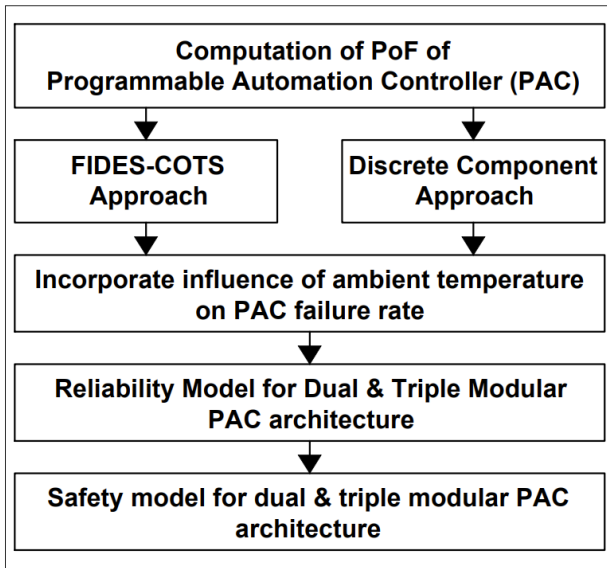 Computation of PoF of
Programmable Automation Controller (PAC)
FIDES-COTS
Approach
Discrete Component
Approach
Incorporate influence of ambient temperature
on PAC failure rate
Reliability Model for Dual & Triple Modular
PAC architecture
Safety model for dual & triple modular PAC
architecture